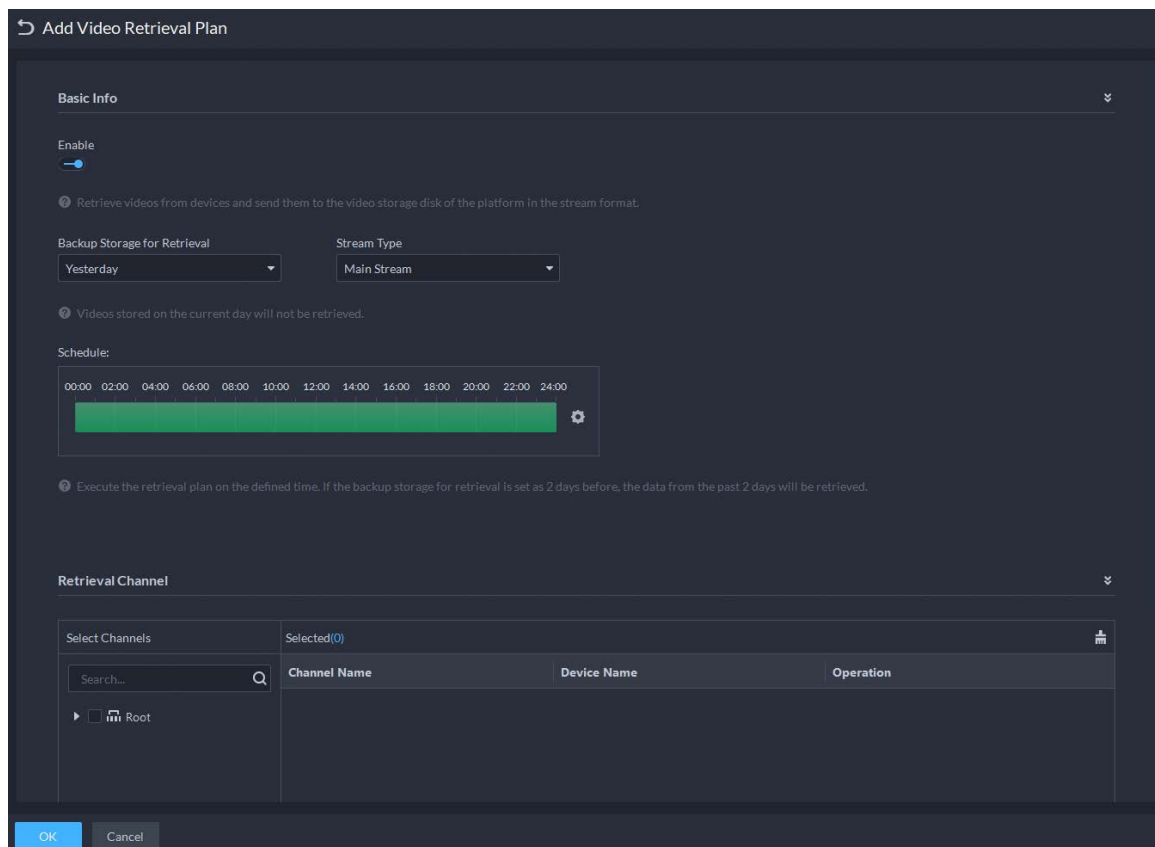 Add Video Retrieval Plan
Basic Info
Enable
Retrieve videos from devices and send them to the video storage disk of the platform in the stream format.
Backup Storage for Retrieval Stream Type
Yesterday Main Stream
Videos stored on the current day will not be retrieved.
Schedule:
00:00 02:00 04:00 06:00 08:00 10:00 12:00 14:00 16:00 18:00 20:00 22:00 24:00
Execute the retrieval plan on the defined time. If the backup storage for retrieval is set as 2 days before, the data from the past 2 days will be retrieved.
Retrieval Channel
Select Channels Selected(0)
Search... Channel Name Device Name Operation
Root
OK Cancel